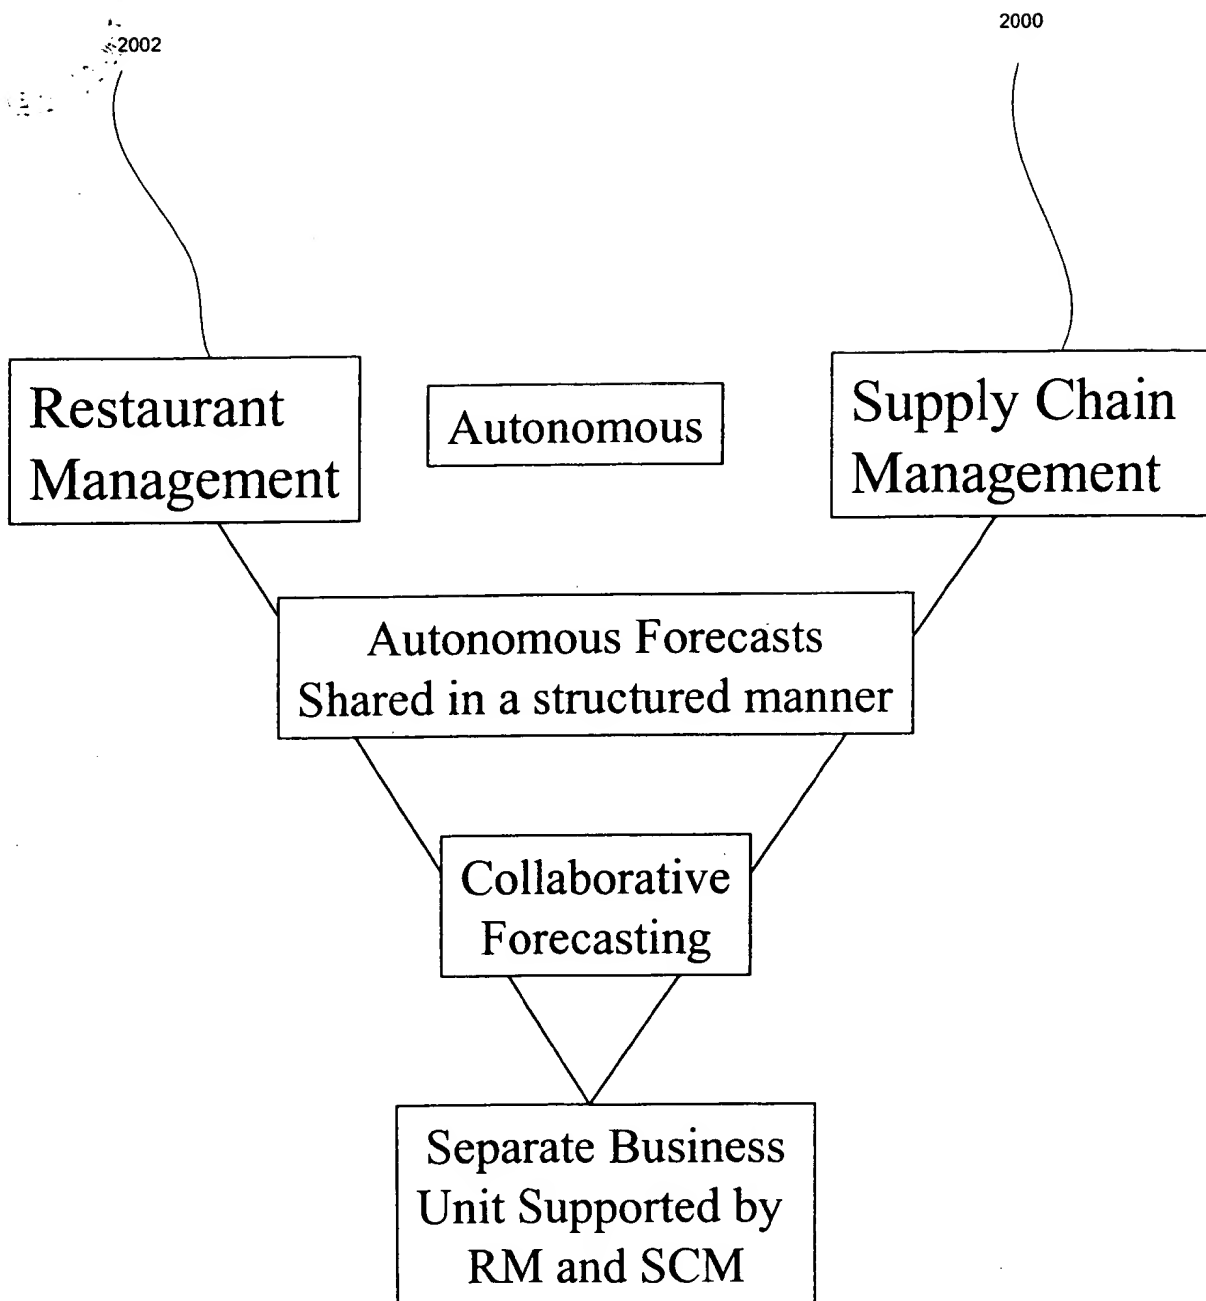 2002
2000
Restaurant
Management
Autonomous
Supply Chain
Management
Autonomous Forecasts
Shared in a structured manner
Collaborative
Forecasting
Separate Business
Unit Supported by
RM and SCM